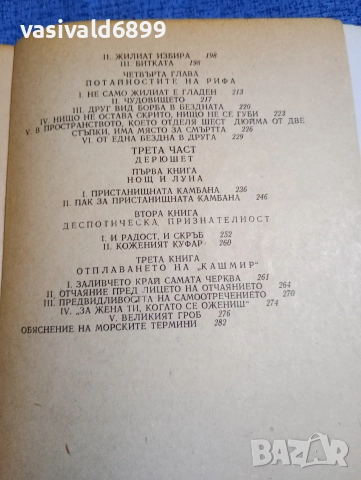 vasivald6899
II. ЖИЛИАТ ИЗБИРА 198
III. БИТКАТА 198
ЧЕТВЪРТА ГЛАВА
ПОТАЙНОСТИТЕ НА РИФА
I. НЕ САМО ЖИЛИАТ Е ГЛАДЕН 213
II. ЧУДОВИЩЕТО 217
III. ДРУГ ВИД БОРБА В БЕЗДНАТА 220
IV. НИЩО НЕ ОСТАВА СКРИТО, НИЩО НЕ СЕ ГУБИ 223
V. В ПРОСТРАНСТВОТО, КОЕТО ОТДЕЛЯ ШЕСТ ДЮЙМА ОТ ДВЕ
СТЪПКИ, ИМА МЯСТО ЗА СМЪРТТА 226
VI. ОТ ЕДНА БЕЗДНА В ДРУГА 229
ТРЕТА ЧАСТ
ДЕРЮШЕТ
ПЪРВА КНИГА
НОЩ И ЛУНА
I. ПРИСТАНИЩНАТА КАМБАНА 236
II. ПАК ЗА ПРИСТАНИЩНАТА КАМБАНА 246
ВТОРА КНИГА
ДЕСПОТИЧЕСКА ПРИЗНАТЕЛНОСТ
I. И РАДОСТ, И СКРЪБ 252
II. КОЖЕНИЯТ КУФАР 260
ТРЕТА КНИГА
ОТПЛАВАНЕТО НА „КАШМИР"
I. ЗАЛИВЧЕТО КРАЙ САМАТА ЧЕРКВА 261
II. ОТЧАЯНИЕ ПРЕД ЛИЦЕТО НА ОТЧАЯНИЕТО 264
III. ПРЕДВИДЛИВОСТТА НА САМООТРЕЧЕНИЕТО 270
IV. „ЗА ЖЕНА ТИ, КОГАТО СЕ ОЖЕНИШ" 274
V. ВЕЛИКИЯТ ГРОБ 276
ОБЯСНЕНИЕ НА МОРСКИТЕ ТЕРМИНИ 282
bazar